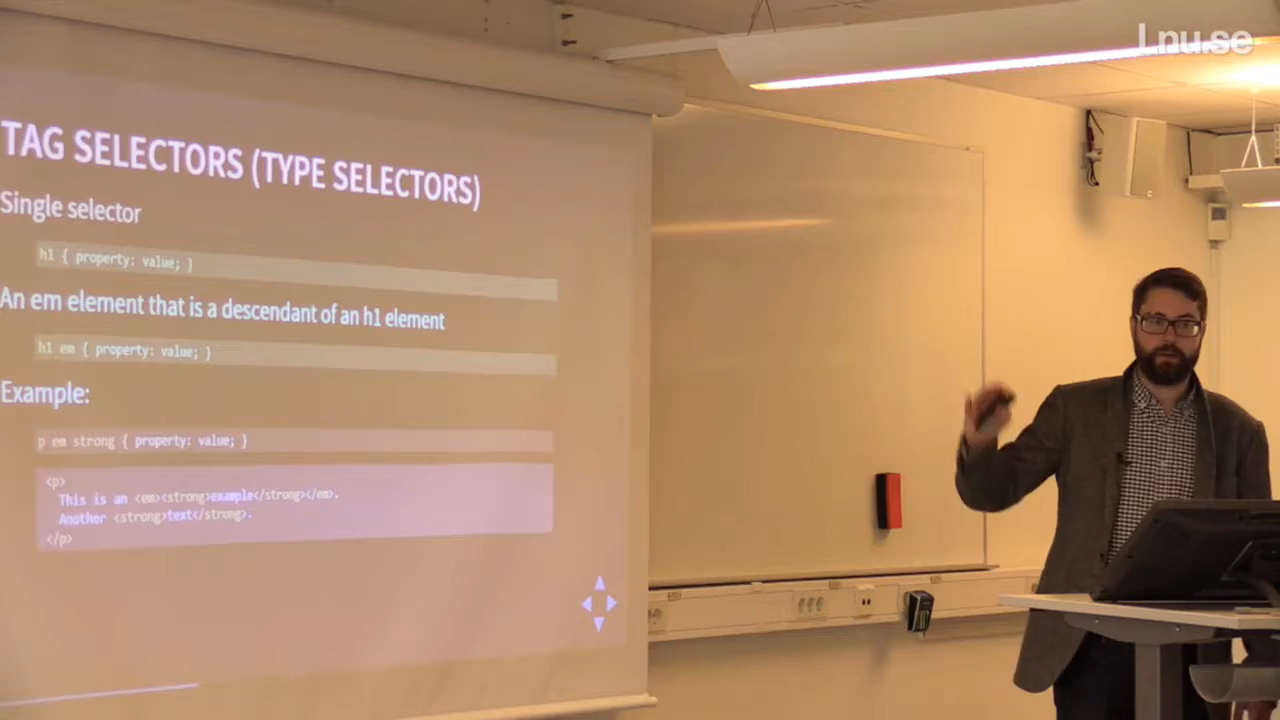 Lnu.se
TAG SELECTORS (TYPE SELECTORS)
Single selector
h1 { property: value; }
An em element that is a descendant of an h1 element
h1 em { property: value; }
Example:
p em strong { property: value; }
<p>
This is an <em><strong>example</strong></em>.
Another <strong>text</strong>.
</p>